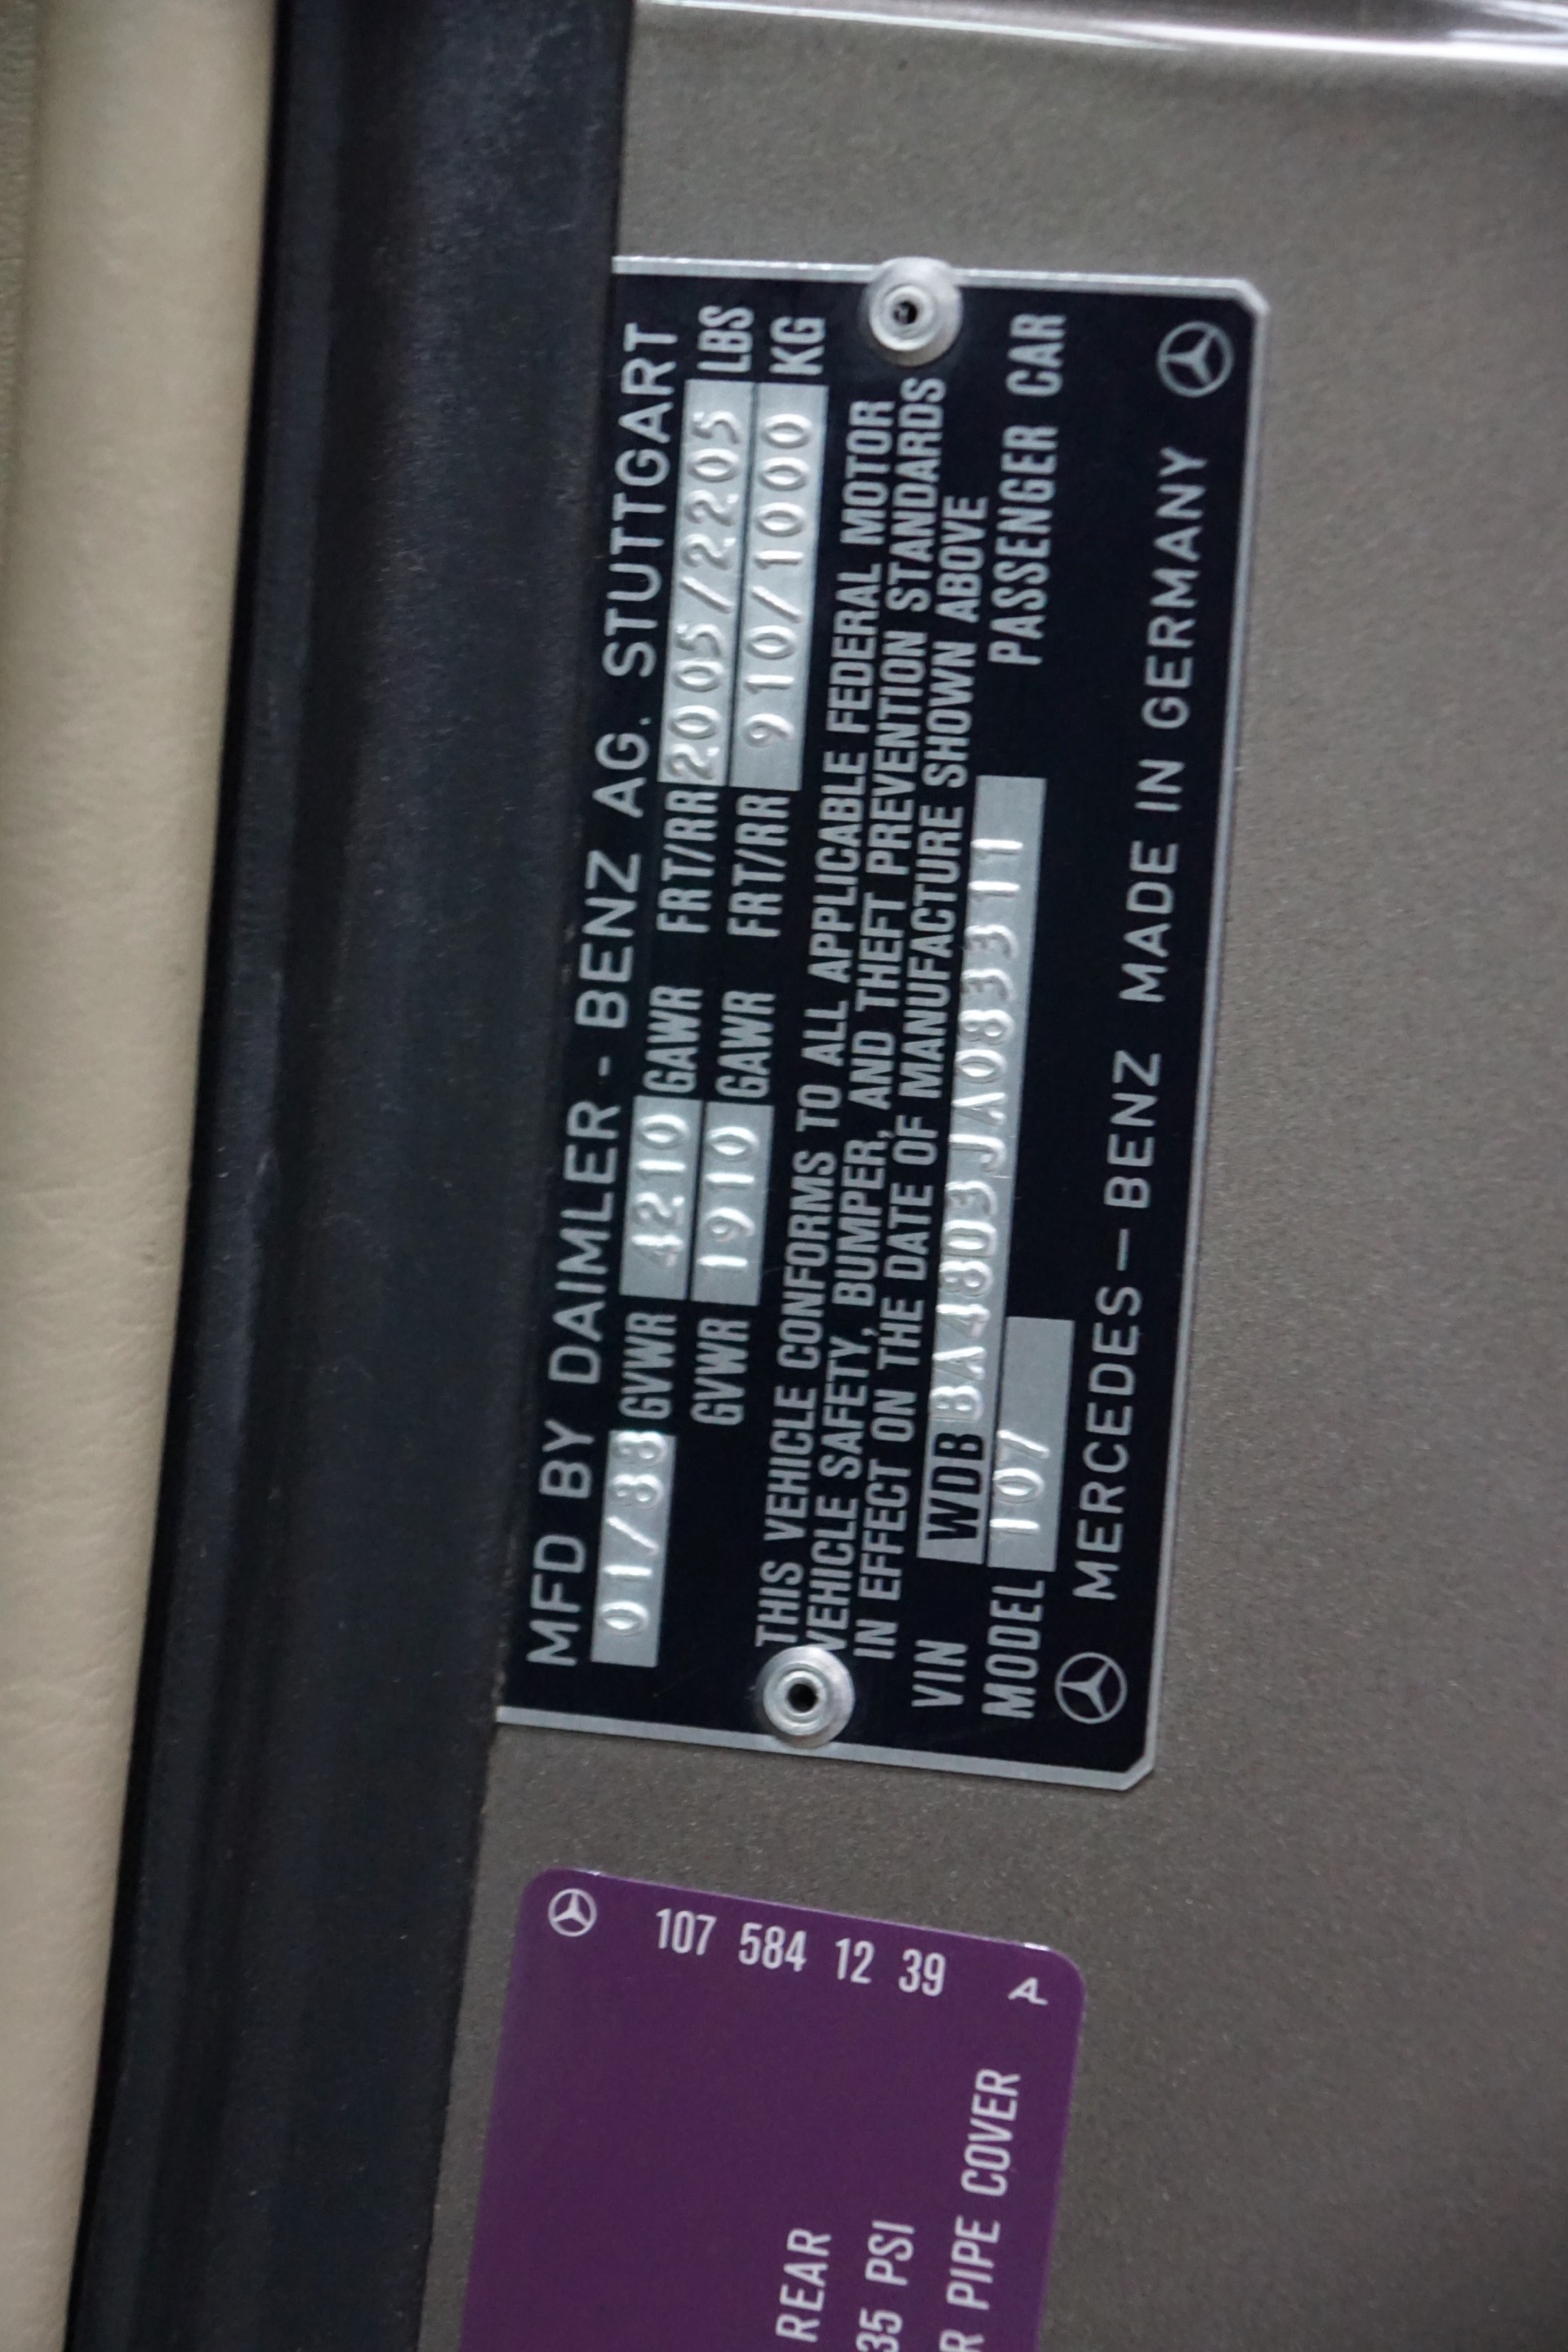 MFD BY DAIMLER - BENZ AG. STUTTGART
01/88 GVWR 4210 GAWR FRT/RR 2005/2205 LBS
GVWR 1910 GAWR FRT/RR 910/1000 KG
THIS VEHICLE CONFORMS TO ALL APPLICABLE FEDERAL MOTOR
VEHICLE SAFETY, BUMPER, AND THEFT PREVENTION STANDARDS
IN EFFECT ON THE DATE OF MANUFACTURE SHOWN ABOVE
VIN WDBBA48D3JA083311 PASSENGER CAR
MODEL 107
MERCEDES-BENZ MADE IN GERMANY
107 584 12 39 A
REAR
35 PSI
PIPE COVER